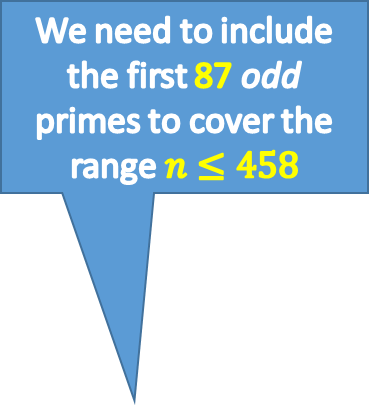 We need to include
the first 87 odd
primes to cover the
range n ≤ 458